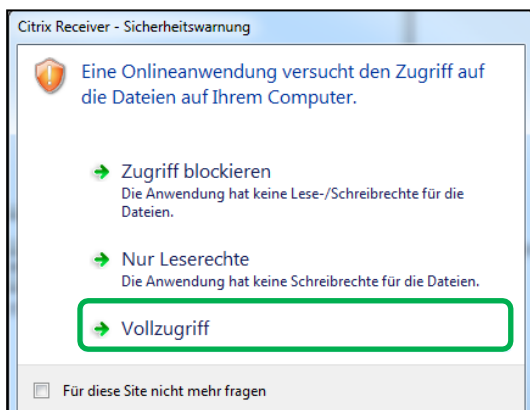 Citrix Receiver - Sicherheitswarnung
Eine Onlineanwendung versucht den Zugriff auf
die Dateien auf Ihrem Computer.
Zugriff blockieren
Die Anwendung hat keine Lese-/Schreibrechte für die
Dateien.
Nur Leserechte
Die Anwendung hat keine Schreibrechte für die Dateien.
Vollzugriff
Für diese Site nicht mehr fragen